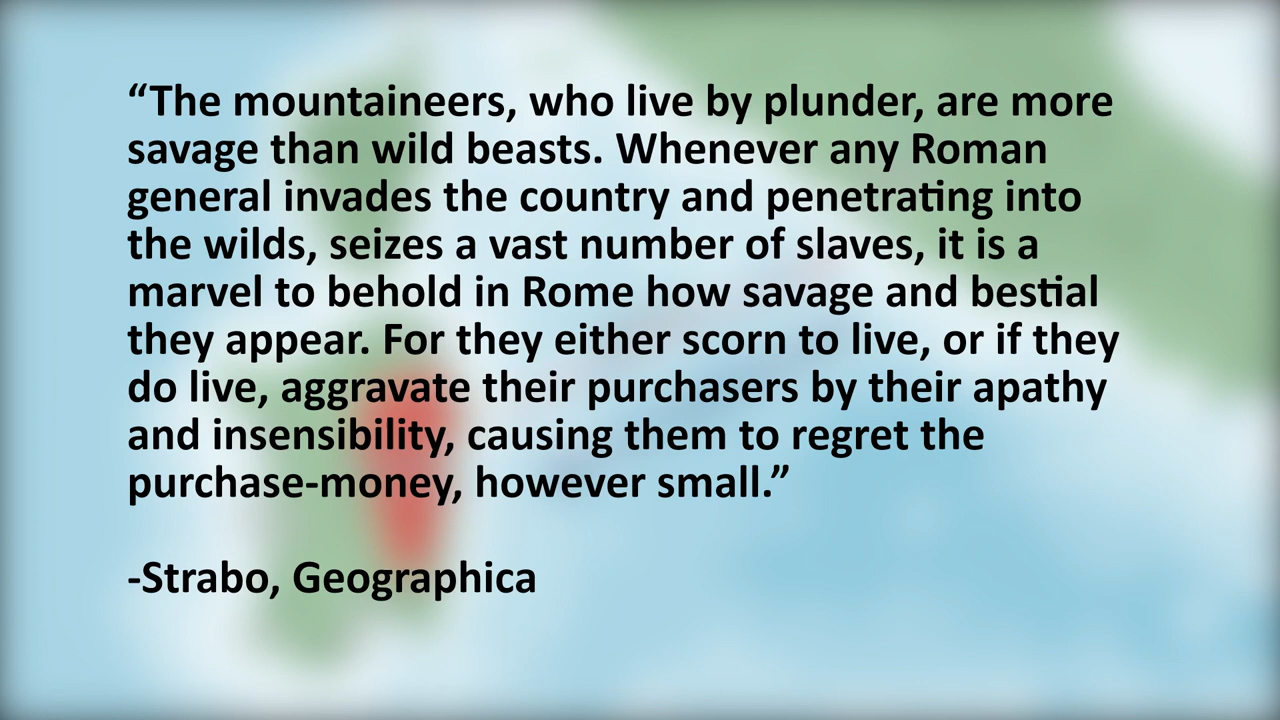 “The mountaineers, who live by plunder, are more
savage than wild beasts. Whenever any Roman
general invades the country and penetrating into
the wilds, seizes a vast number of slaves, it is a
marvel to behold in Rome how savage and bestial
they appear. For they either scorn to live, or if they
do live, aggravate their purchasers by their apathy
and insensibility, causing them to regret the
purchase-money, however small.”
-Strabo, Geographica